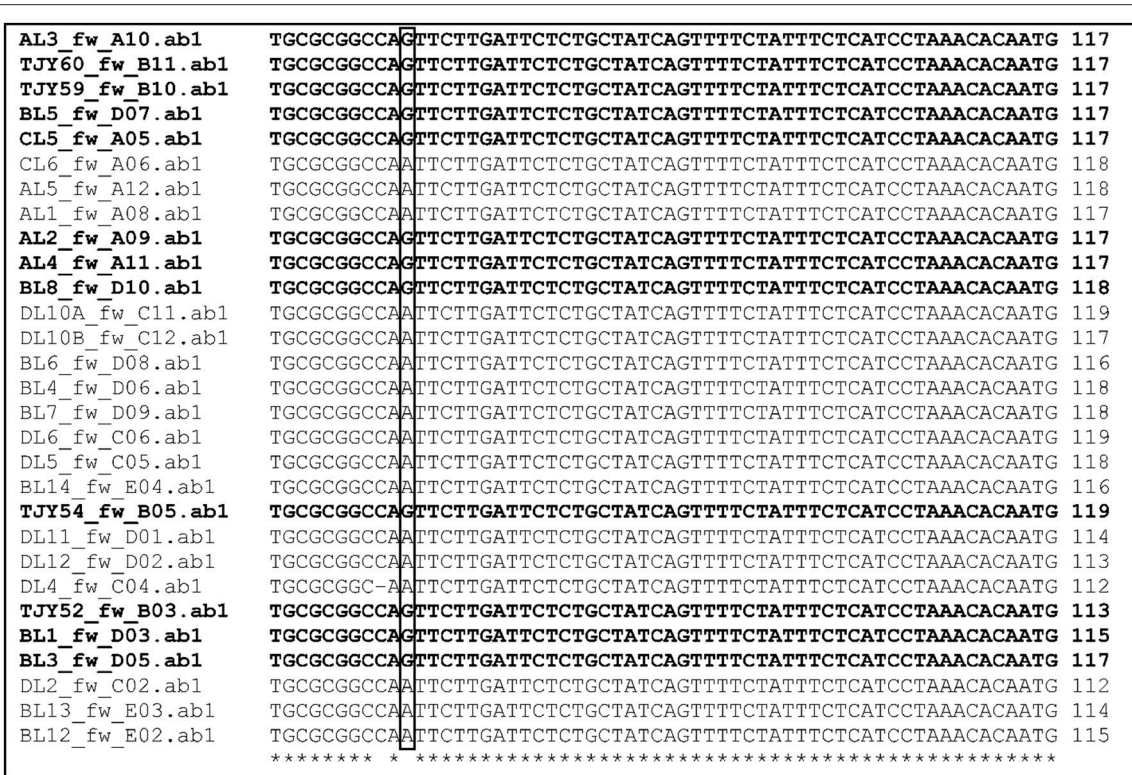 AL3_fw_A10.ab1 TGCGCGGCCAGTTCTTGATTCTCTGCTATCAGTTTTCTATTTCTCATCCTAAACACAATG 117
TJY60_fw_B11.ab1 TGCGCGGCCAGTTCTTGATTCTCTGCTATCAGTTTTCTATTTCTCATCCTAAACACAATG 117
TJY59_fw_B10.ab1 TGCGCGGCCAGTTCTTGATTCTCTGCTATCAGTTTTCTATTTCTCATCCTAAACACAATG 117
BL5_fw_D07.ab1 TGCGCGGCCAGTTCTTGATTCTCTGCTATCAGTTTTCTATTTCTCATCCTAAACACAATG 117
CL5_fw_A05.ab1 TGCGCGGCCAGTTCTTGATTCTCTGCTATCAGTTTTCTATTTCTCATCCTAAACACAATG 117
CL6_fw_A06.ab1 TGCGCGGCCAATTCTTGATTCTCTGCTATCAGTTTTCTATTTCTCATCCTAAACACAATG 118
AL5_fw_A12.ab1 TGCGCGGCCAATTCTTGATTCTCTGCTATCAGTTTTCTATTTCTCATCCTAAACACAATG 118
AL1_fw_A08.ab1 TGCGCGGCCAATTCTTGATTCTCTGCTATCAGTTTTCTATTTCTCATCCTAAACACAATG 117
AL2_fw_A09.ab1 TGCGCGGCCAGTTCTTGATTCTCTGCTATCAGTTTTCTATTTCTCATCCTAAACACAATG 117
AL4_fw_A11.ab1 TGCGCGGCCAGTTCTTGATTCTCTGCTATCAGTTTTCTATTTCTCATCCTAAACACAATG 117
BL8_fw_D10.ab1 TGCGCGGCCAGTTCTTGATTCTCTGCTATCAGTTTTCTATTTCTCATCCTAAACACAATG 118
DL10A_fw_C11.ab1 TGCGCGGCCAATTCTTGATTCTCTGCTATCAGTTTTCTATTTCTCATCCTAAACACAATG 119
DL10B_fw_C12.ab1 TGCGCGGCCAATTCTTGATTCTCTGCTATCAGTTTTCTATTTCTCATCCTAAACACAATG 117
BL6_fw_D08.ab1 TGCGCGGCCAATTCTTGATTCTCTGCTATCAGTTTTCTATTTCTCATCCTAAACACAATG 116
BL4_fw_D06.ab1 TGCGCGGCCAATTCTTGATTCTCTGCTATCAGTTTTCTATTTCTCATCCTAAACACAATG 118
BL7_fw_D09.ab1 TGCGCGGCCAATTCTTGATTCTCTGCTATCAGTTTTCTATTTCTCATCCTAAACACAATG 118
DL6_fw_C06.ab1 TGCGCGGCCAATTCTTGATTCTCTGCTATCAGTTTTCTATTTCTCATCCTAAACACAATG 119
DL5_fw_C05.ab1 TGCGCGGCCAATTCTTGATTCTCTGCTATCAGTTTTCTATTTCTCATCCTAAACACAATG 118
BL14_fw_E04.ab1 TGCGCGGCCAATTCTTGATTCTCTGCTATCAGTTTTCTATTTCTCATCCTAAACACAATG 116
TJY54_fw_B05.ab1 TGCGCGGCCAGTTCTTGATTCTCTGCTATCAGTTTTCTATTTCTCATCCTAAACACAATG 119
DL11_fw_D01.ab1 TGCGCGGCCAATTCTTGATTCTCTGCTATCAGTTTTCTATTTCTCATCCTAAACACAATG 114
DL12_fw_D02.ab1 TGCGCGGCCAATTCTTGATTCTCTGCTATCAGTTTTCTATTTCTCATCCTAAACACAATG 113
DL4_fw_C04.ab1 TGCGCGGC-AATTCTTGATTCTCTGCTATCAGTTTTCTATTTCTCATCCTAAACACAATG 112
TJY52_fw_B03.ab1 TGCGCGGCCAGTTCTTGATTCTCTGCTATCAGTTTTCTATTTCTCATCCTAAACACAATG 113
BL1_fw_D03.ab1 TGCGCGGCCAGTTCTTGATTCTCTGCTATCAGTTTTCTATTTCTCATCCTAAACACAATG 115
BL3_fw_D05.ab1 TGCGCGGCCAGTTCTTGATTCTCTGCTATCAGTTTTCTATTTCTCATCCTAAACACAATG 117
DL2_fw_C02.ab1 TGCGCGGCCAATTCTTGATTCTCTGCTATCAGTTTTCTATTTCTCATCCTAAACACAATG 112
BL13_fw_E03.ab1 TGCGCGGCCAATTCTTGATTCTCTGCTATCAGTTTTCTATTTCTCATCCTAAACACAATG 114
BL12_fw_E02.ab1 TGCGCGGCCAATTCTTGATTCTCTGCTATCAGTTTTCTATTTCTCATCCTAAACACAATG 115
******** * *************************************************